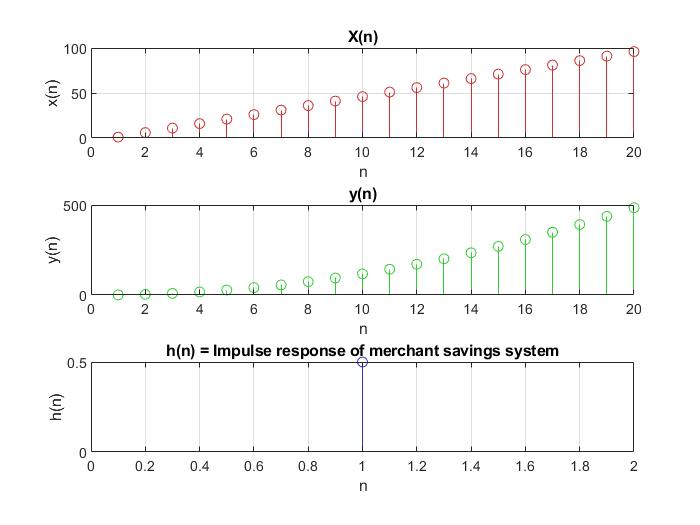 X(n)
100
50
0
x(n)
0 2 4 6 8 10 12 14 16 18 20
n
y(n)
500
0
y(n)
0 2 4 6 8 10 12 14 16 18 20
n
h(n) = Impulse response of merchant savings system
0.5
0
h(n)
0 0.2 0.4 0.6 0.8 1 1.2 1.4 1.6 1.8 2
n